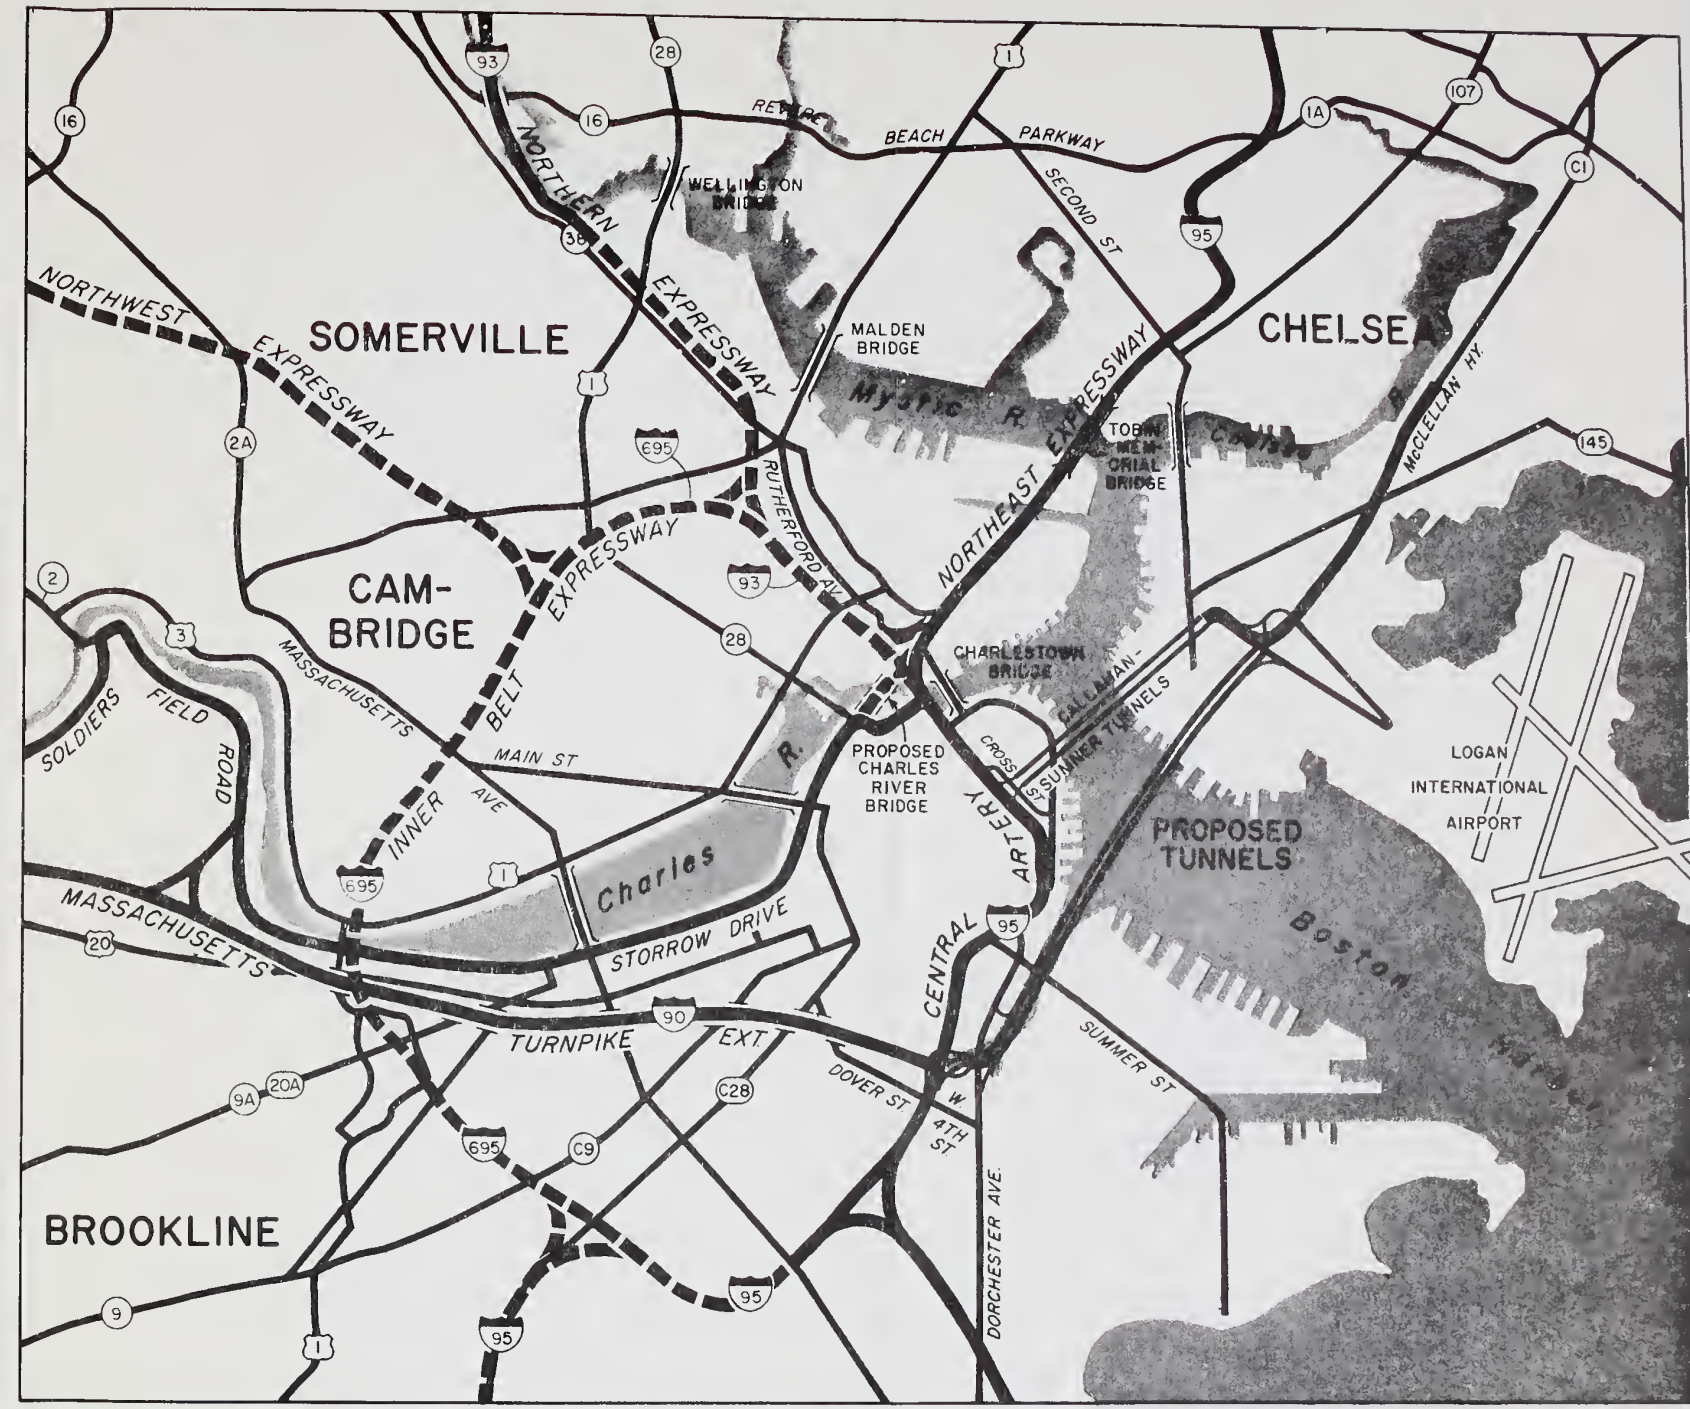 93
28
1
16
16
REVERE
BEACH
PARKWAY
1A
107
C1
NORTHERN
EXPRESSWAY
WELLINGTON
BRIDGE
SECOND ST
38
95
NORTHWEST
EXPRESSWAY
SOMERVILLE
MALDEN
BRIDGE
CHELSEA
1
Mystic R.
TOBIN
MEM-
ORIAL
BRIDGE
Chelsea
R.
McCLELLAN HY.
145
2A
695
RUTHERFORD AV.
NORTHEAST EXPRESSWAY
EXPRESSWAY
93
2
3
CAM-
BRIDGE
28
CHARLESTOWN
BRIDGE
CALLAHAN-
SUNNER TUNNELS
MASSACHUSETTS
AVE
BELT
INNER
SOLDIERS
FIELD
ROAD
MAIN ST
R.
PROPOSED
CHARLES
RIVER
BRIDGE
CROSS
ST
LOGAN
INTERNATIONAL
AIRPORT
PROPOSED
TUNNELS
CENTRAL
ARTERY
695
1
Charles
STORROW DRIVE
95
Boston
MASSACHUSETTS
20
90
TURNPIKE
EXT.
SUMMER ST
DOVER ST.
W.
4TH
ST.
9A
20A
C28
695
C9
BROOKLINE
DORCHESTER AVE.
9
1
95
95